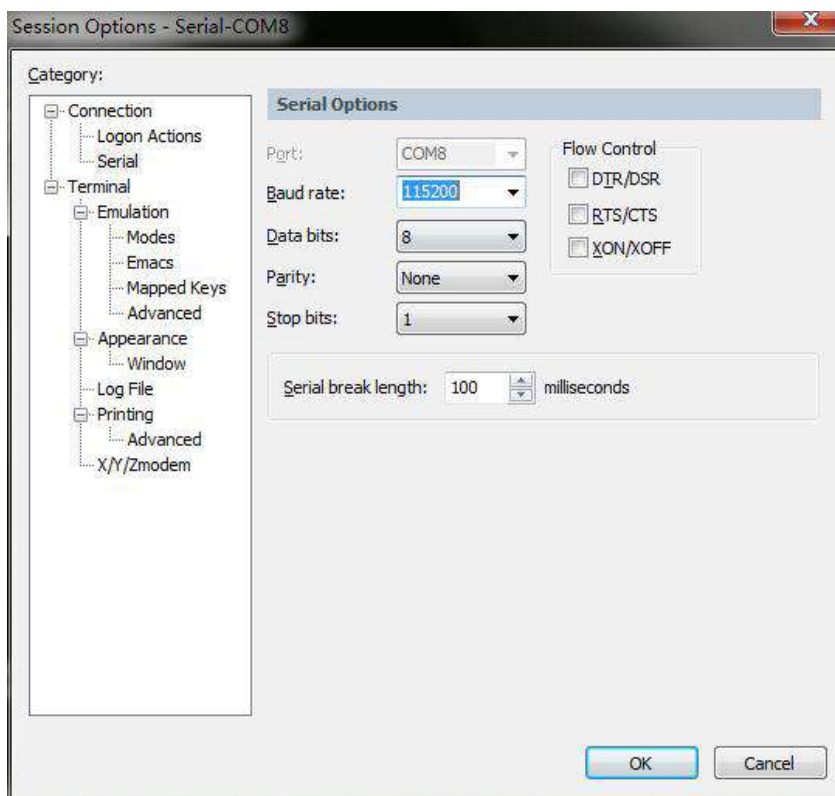 Session Options - Serial-COM8
Category:
Connection
Logon Actions
Serial
Terminal
Emulation
Modes
Emacs
Mapped Keys
Advanced
Appearance
Window
Log File
Printing
Advanced
X/Y/Zmodem
Serial Options
Port: COM8
Baud rate: 115200
Data bits: 8
Parity: None
Stop bits: 1
Flow Control
DTR/DSR
RTS/CTS
XON/XOFF
Serial break length: 100 milliseconds
OK Cancel